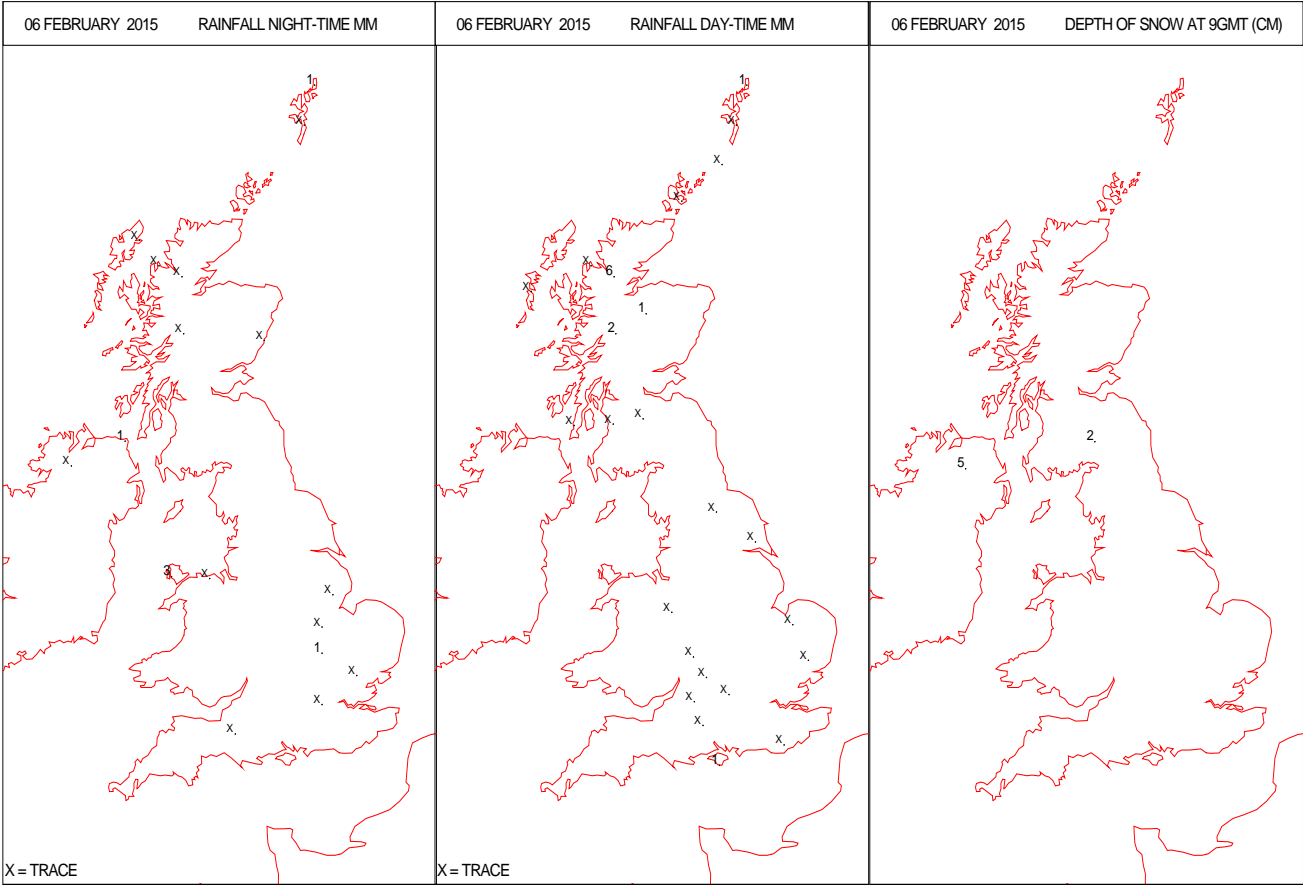 06 FEBRUARY 2015 RAINFALL NIGHT-TIME MM
1
X
X
X
X
X
X
1
X
3
X
X
X
1
X
X
X
X = TRACE
06 FEBRUARY 2015 RAINFALL DAY-TIME MM
1
X
X
X
X
6
X
1
2
X
X
X
X
X
X
X
X
X
X
X
X
X
X
1
X = TRACE
06 FEBRUARY 2015 DEPTH OF SNOW AT 9GMT (CM)
2
5